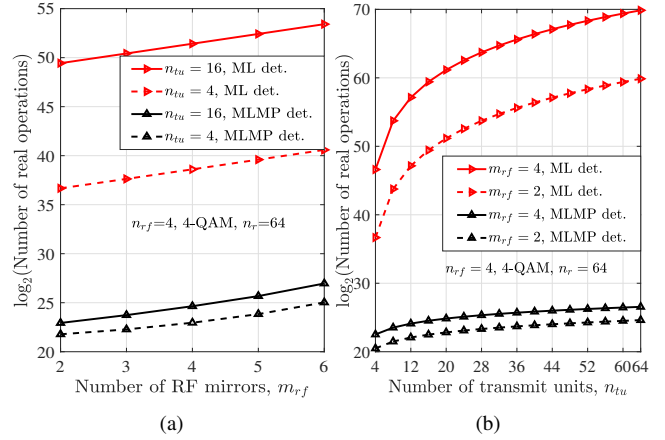 log₂(Number of real operations)
55
50
45
40
35
30
25
20
n_tu = 16, ML det.
n_tu = 4, ML det.
n_tu = 16, MLMP det.
n_tu = 4, MLMP det.
n_rf=4, 4-QAM, n_r=64
2 3 4 5 6
Number of RF mirrors, m_rf
(a)
log₂(Number of real operations)
70
60
50
40
30
20
m_rf = 4, ML det.
m_rf = 2, ML det.
m_rf = 4, MLMP det.
m_rf = 2, MLMP det.
n_rf = 4, 4-QAM, n_r = 64
4 12 20 28 36 44 52 60 64
Number of transmit units, n_tu
(b)